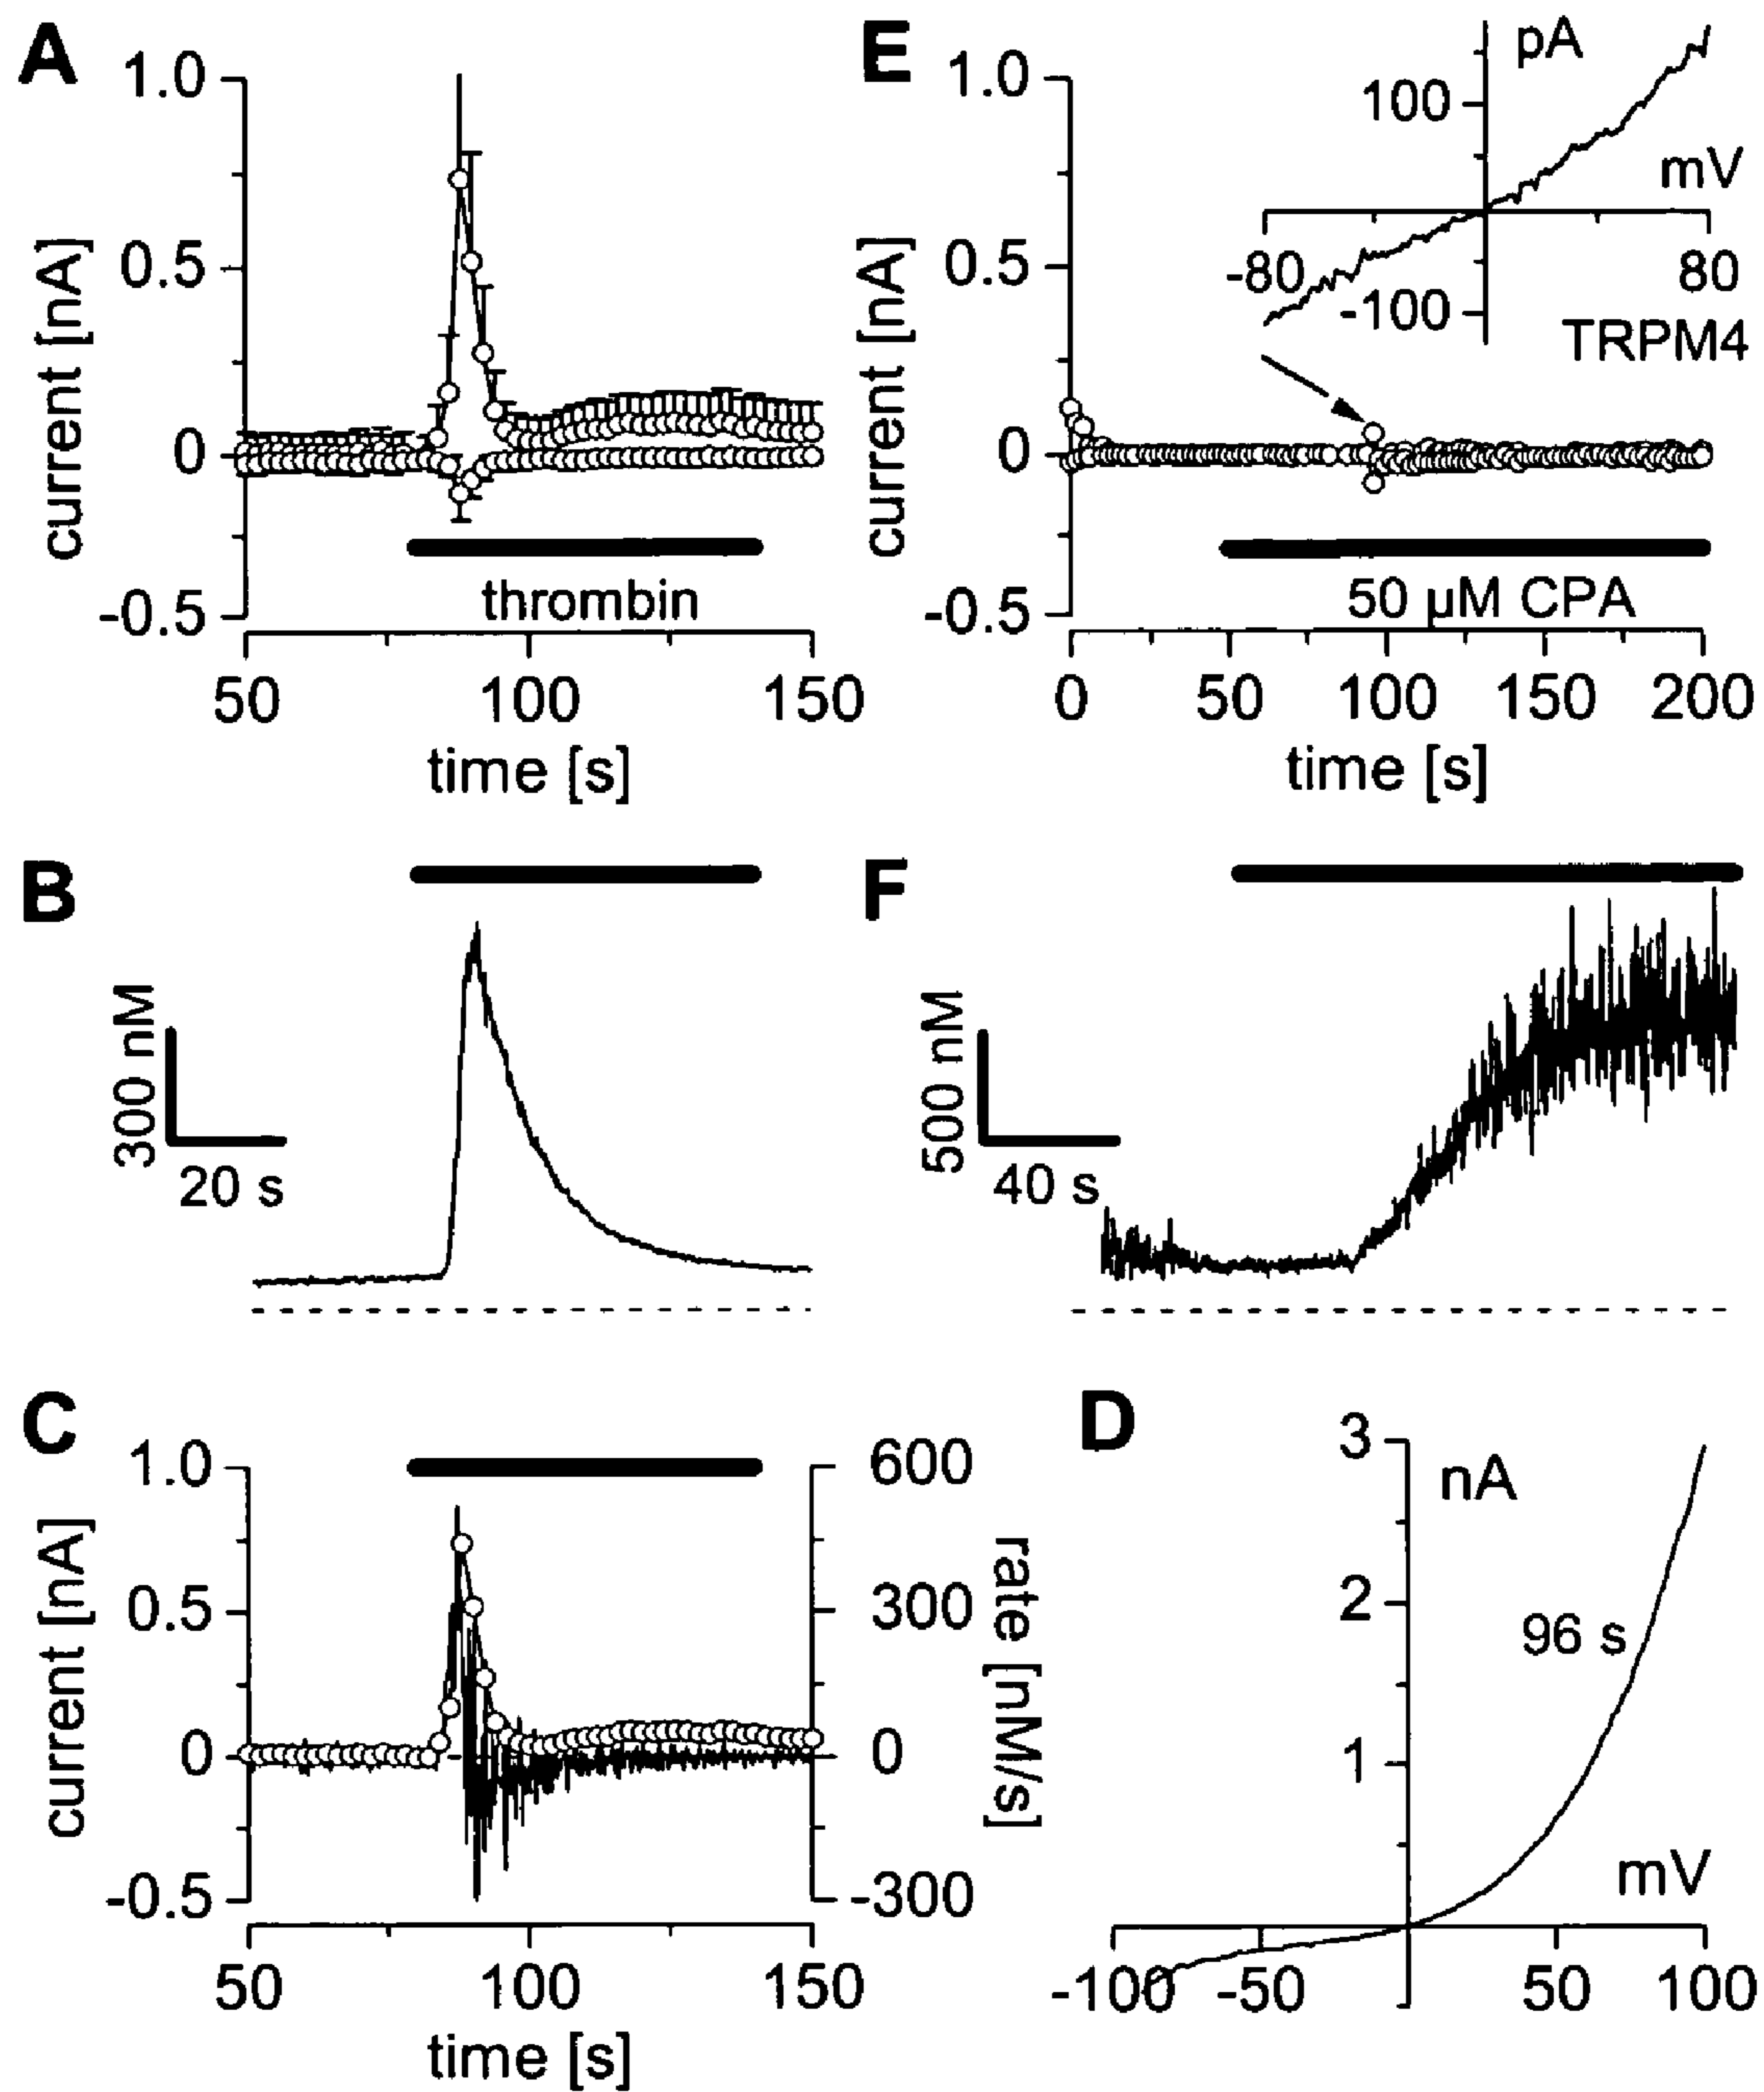 A
1.0
0.5
0
-0.5
current [nA]
thrombin
50
100
150
time [s]
E
1.0
0.5
0
-0.5
current [nA]
pA
100
mV
-80
80
-100
TRPM4
50 µM CPA
0
50
100
150
200
time [s]
B
300 nM
20 s
F
500 nM
40 s
C
1.0
0.5
0
-0.5
current [nA]
600
300
0
-300
rate [nM/s]
50
100
150
time [s]
D
3
nA
2
96 s
1
mV
-100
-50
50
100